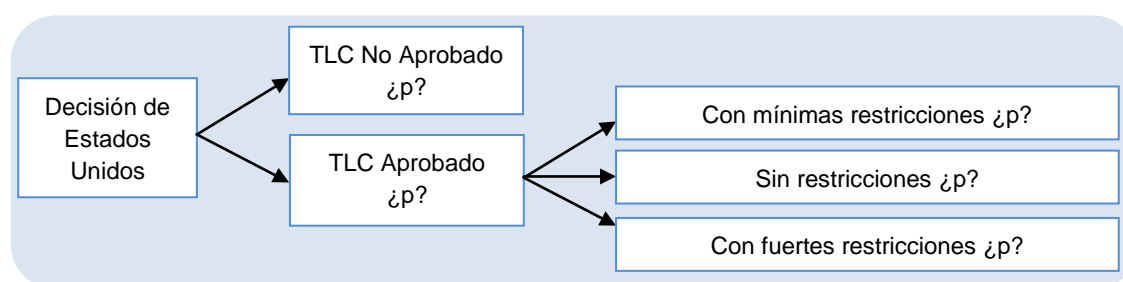 Decisión de
Estados
Unidos
TLC No Aprobado
¿p?
TLC Aprobado
¿p?
Con mínimas restricciones ¿p?
Sin restricciones ¿p?
Con fuertes restricciones ¿p?